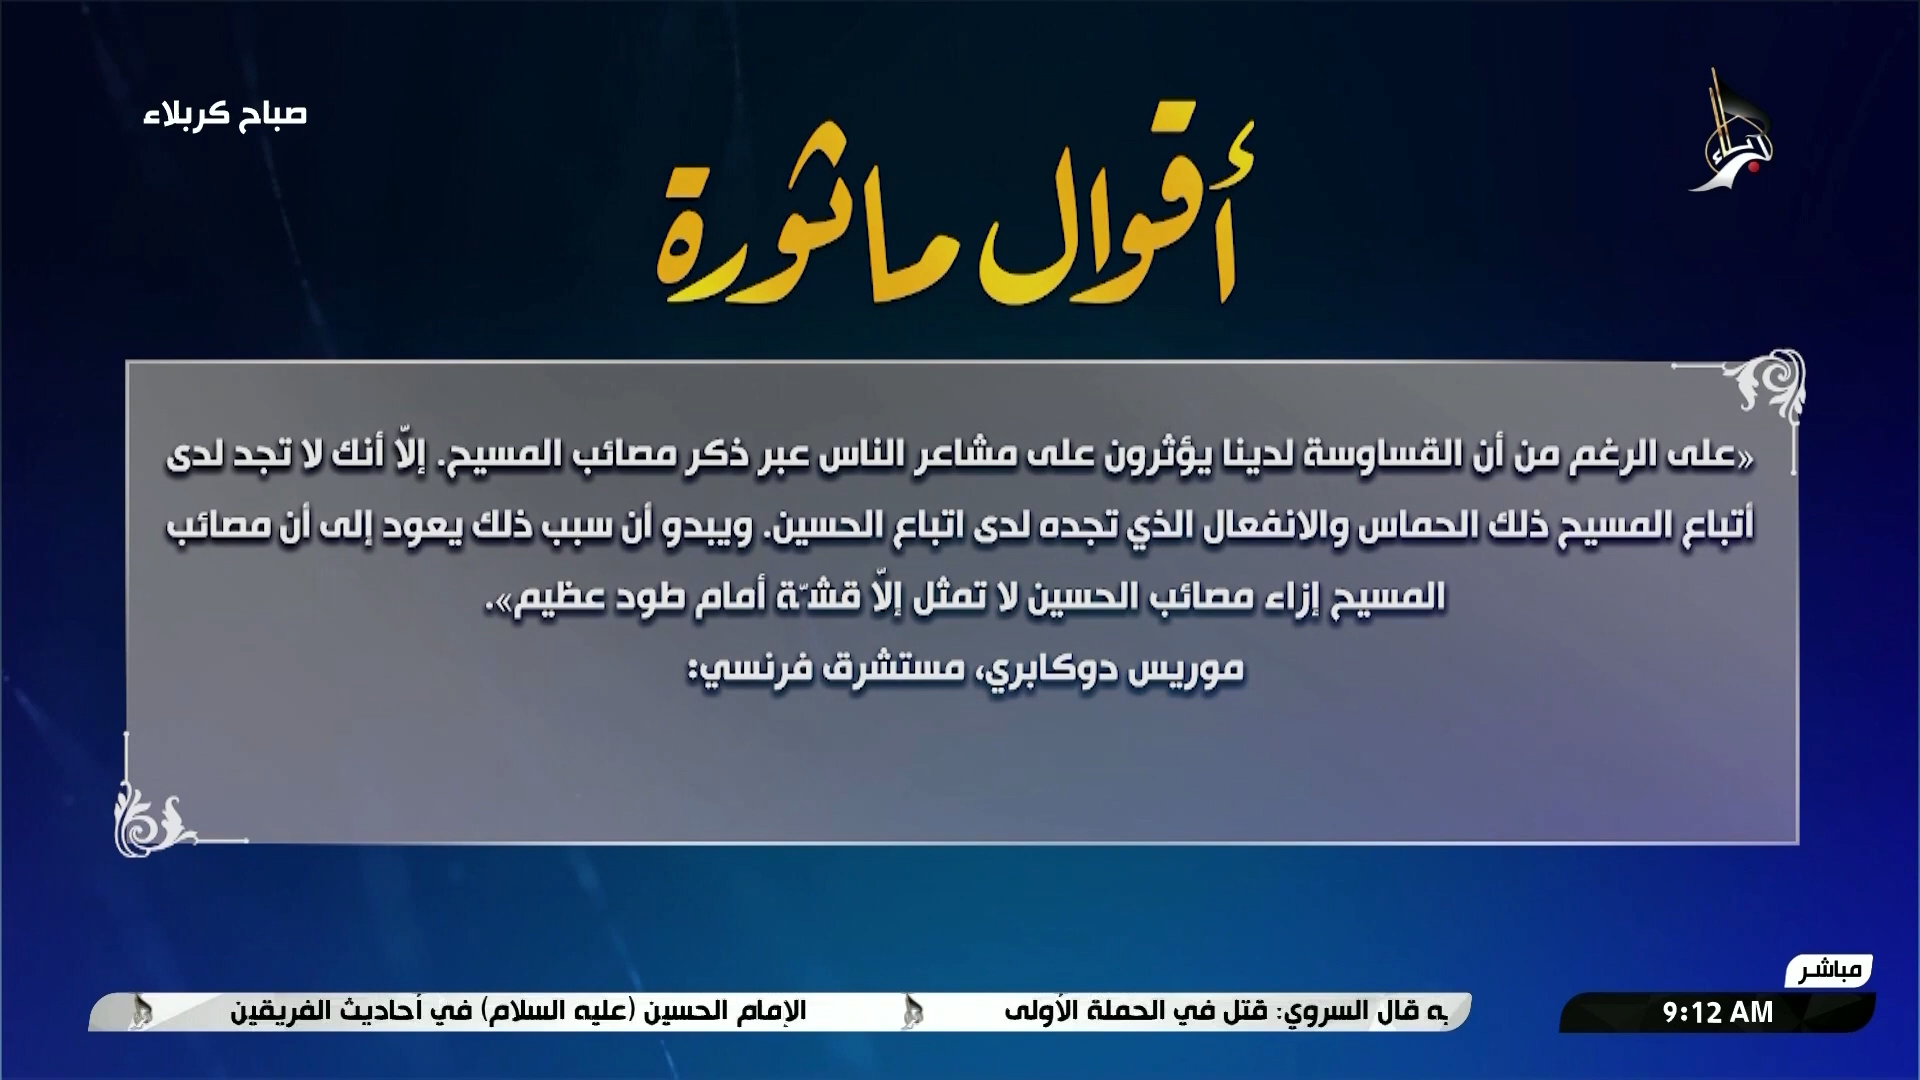 صباح كربلاء
كربلاء
أقوال ماثورة
«على الرغم من أن القساوسة لدينا يؤثرون على مشاعر الناس عبر ذكر مصائب المسيح. إلّا أنك لا تجد لدى
أتباع المسيح ذلك الحماس والانفعال الذي تجده لدى اتباع الحسين. ويبدو أن سبب ذلك يعود إلى أن مصائب
المسيح إزاء مصائب الحسين لا تمثل إلّا قشّة أمام طود عظيم».
موريس دوكابري، مستشرق فرنسي:
مباشر
9:12 AM
به قال السروي: قتل في الحملة الأولى
الإمام الحسين (عليه السلام) في أحاديث الفريقين